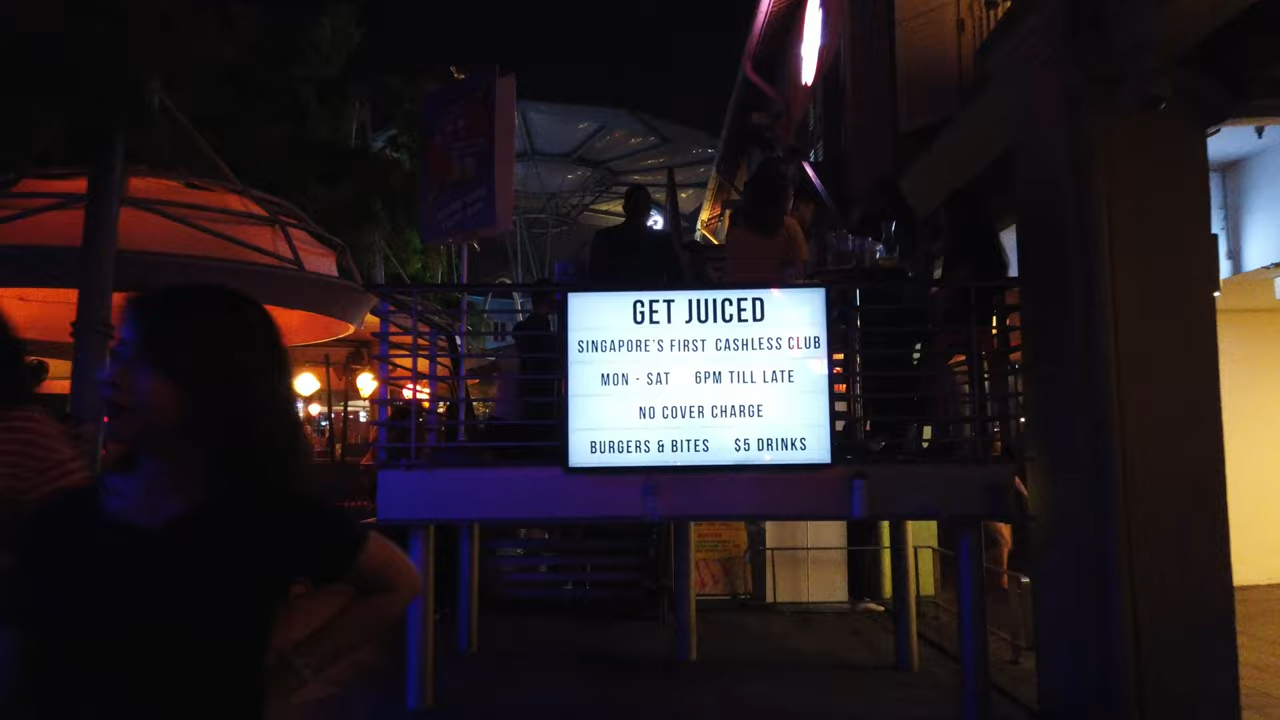 GET JUICED
SINGAPORE'S FIRST CASHLESS CLUB
MON - SAT 6PM TILL LATE
NO COVER CHARGE
BURGERS & BITES $5 DRINKS